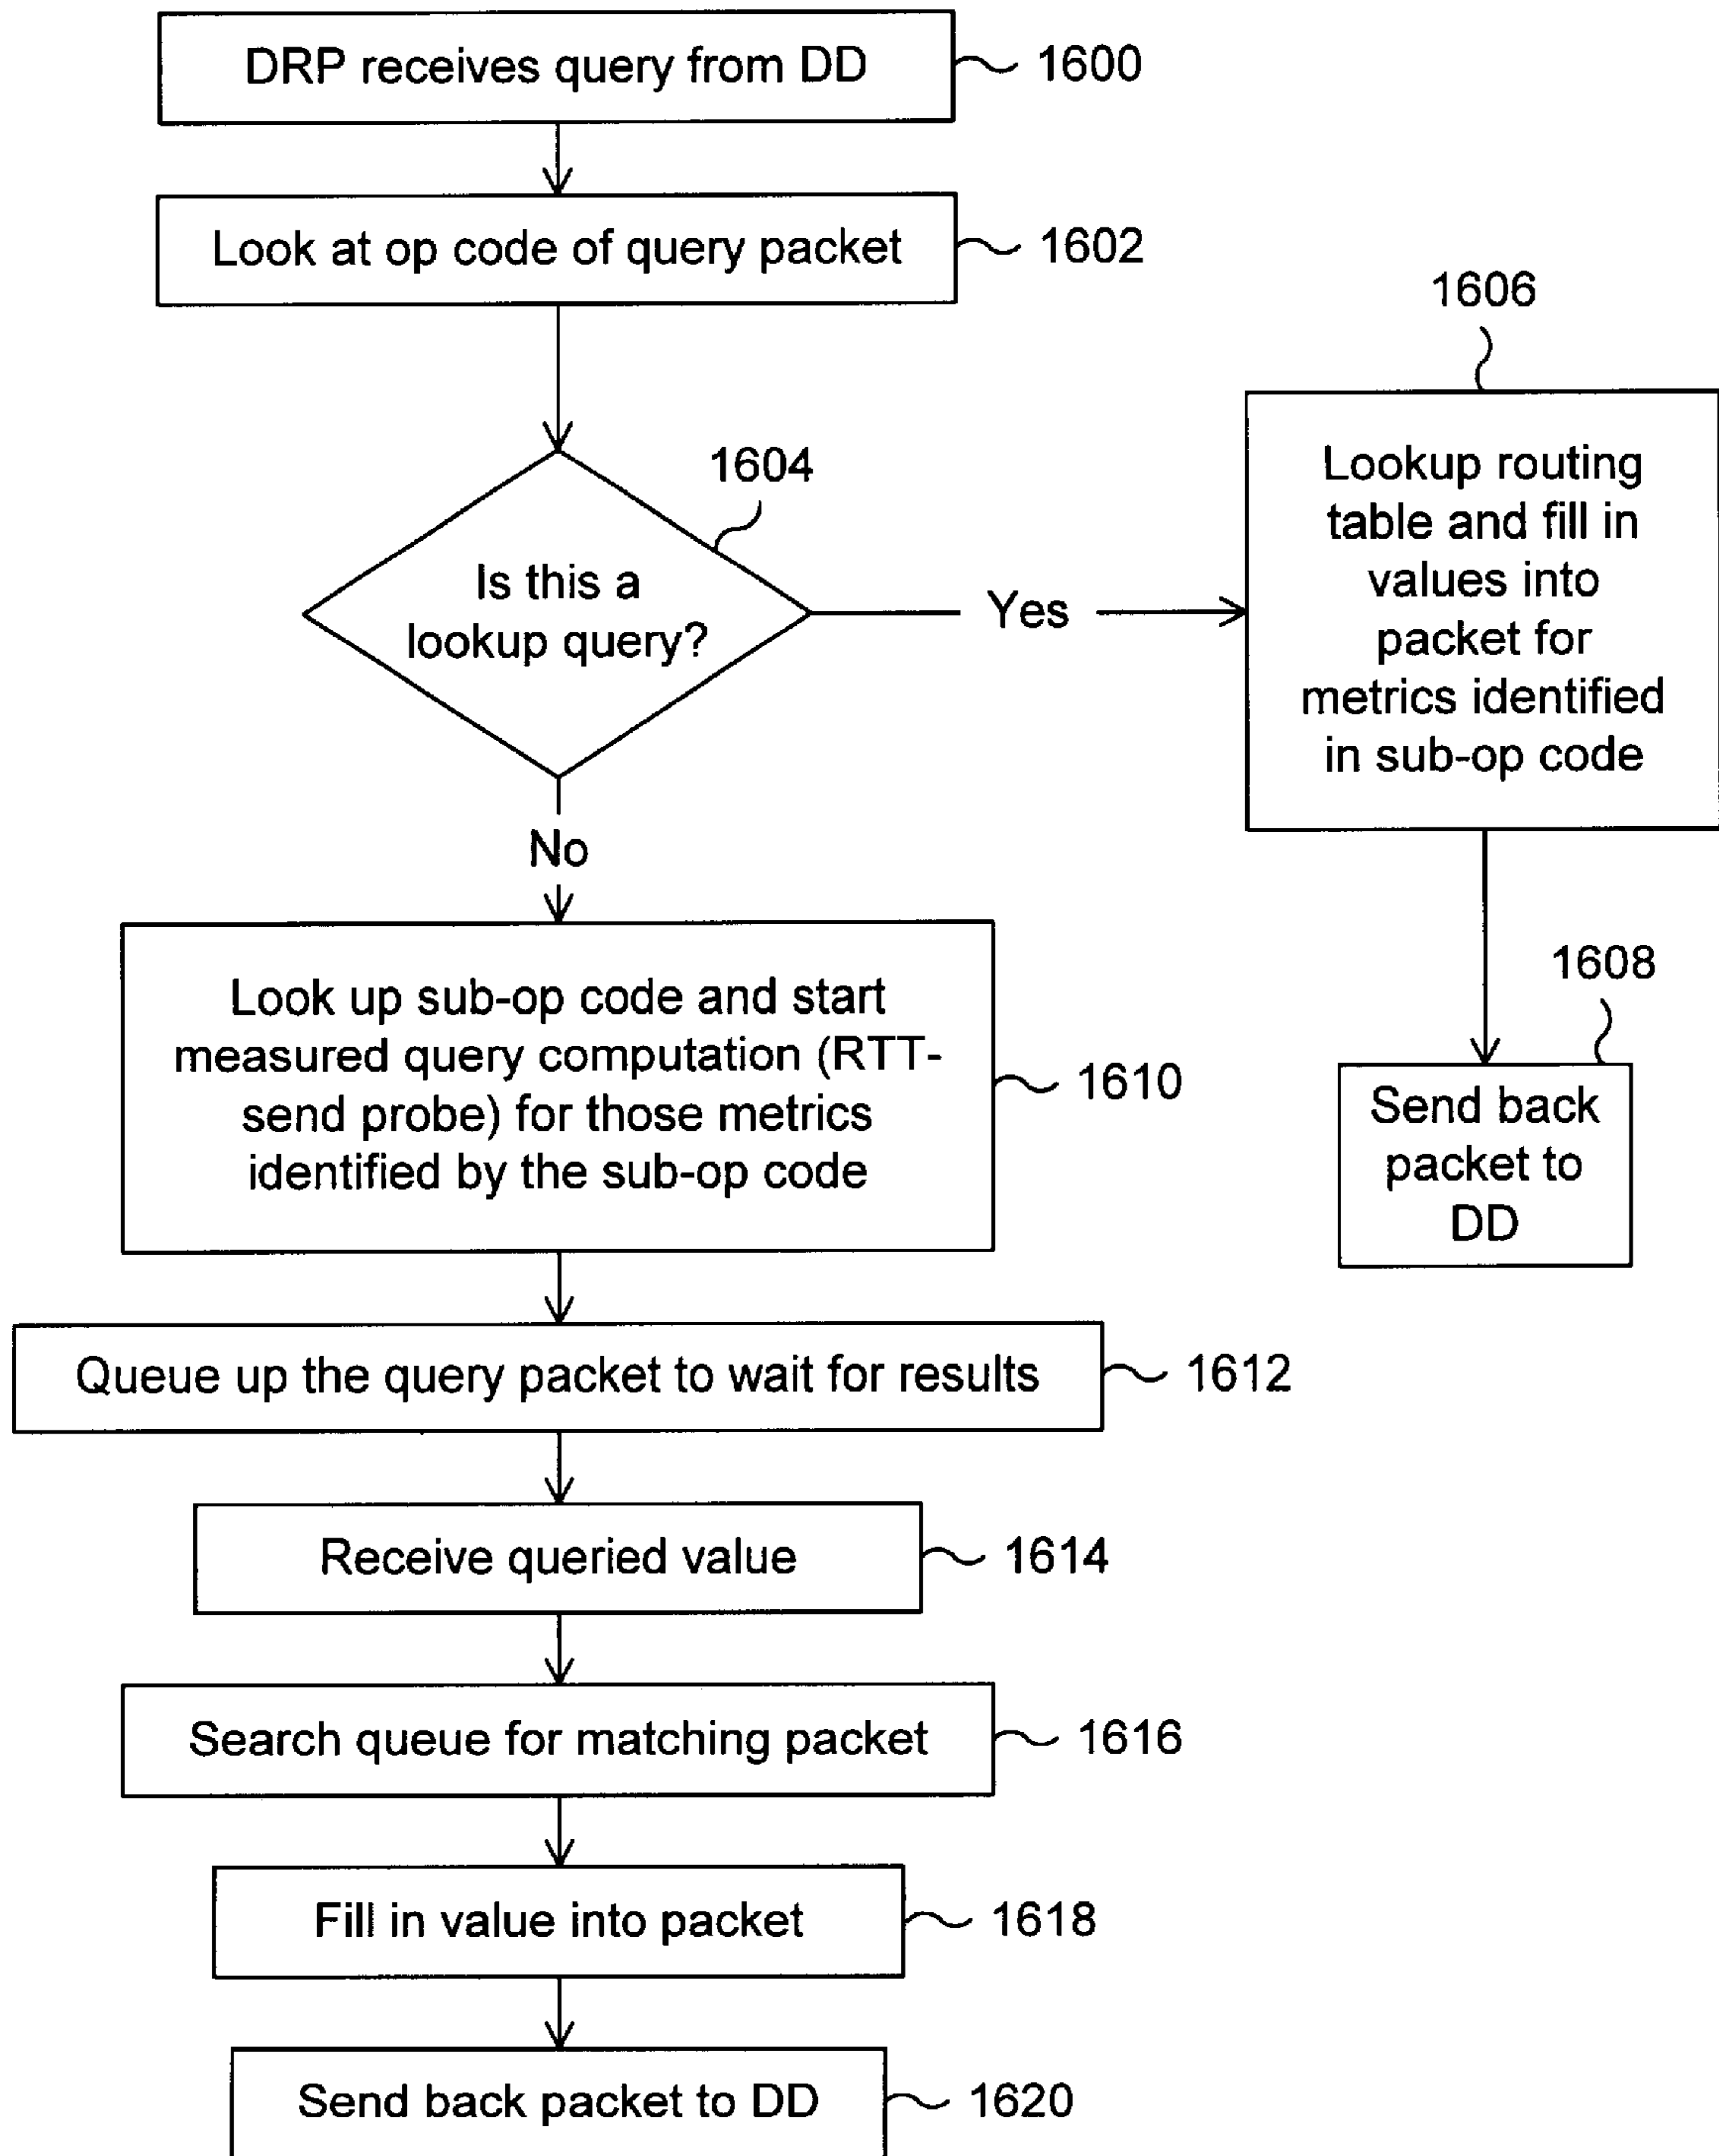 DRP receives query from DD
1600
Look at op code of query packet
1602
1604
Is this a
lookup query?
Yes
1606
Lookup routing
table and fill in
values into
packet for
metrics identified
in sub-op code
1608
Send back
packet to
DD
No
Look up sub-op code and start
measured query computation (RTT-
send probe) for those metrics
identified by the sub-op code
1610
Queue up the query packet to wait for results
1612
Receive queried value
1614
Search queue for matching packet
1616
Fill in value into packet
1618
Send back packet to DD
1620